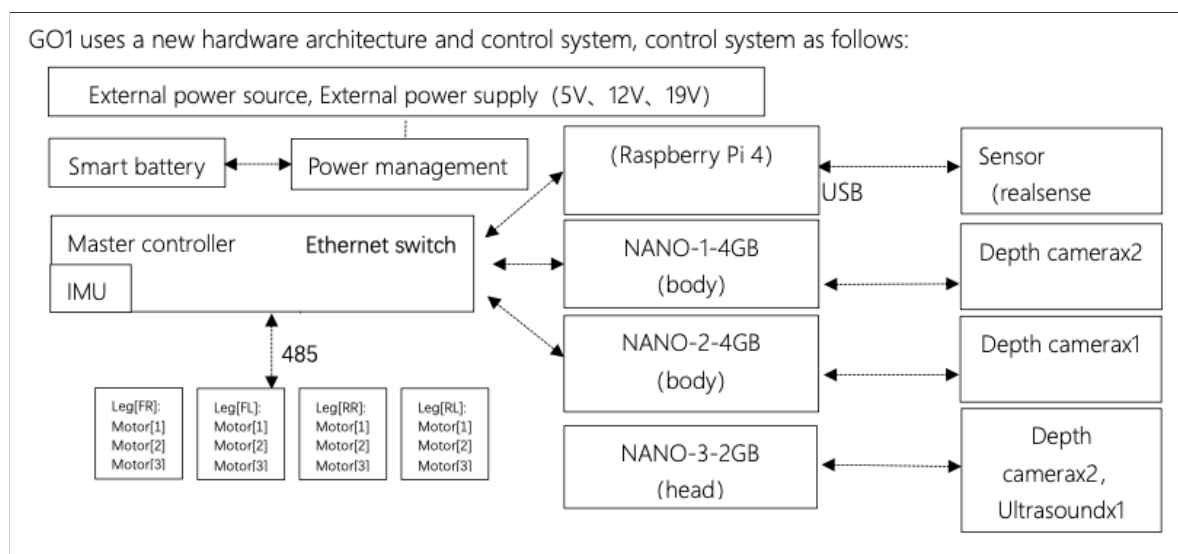 GO1 uses a new hardware architecture and control system, control system as follows:
External power source, External power supply（5V、12V、19V）
Smart battery
Power management
(Raspberry Pi 4)
USB
Sensor
(realsense
Master controller
Ethernet switch
IMU
NANO-1-4GB
(body)
Depth camerax2
485
NANO-2-4GB
(body)
Depth camerax1
Leg[FR]:
Motor[1]
Motor[2]
Motor[3]
Leg[FL]:
Motor[1]
Motor[2]
Motor[3]
Leg[RR]:
Motor[1]
Motor[2]
Motor[3]
Leg[RL]:
Motor[1]
Motor[2]
Motor[3]
NANO-3-2GB
(head)
Depth
camerax2，
Ultrasoundx1